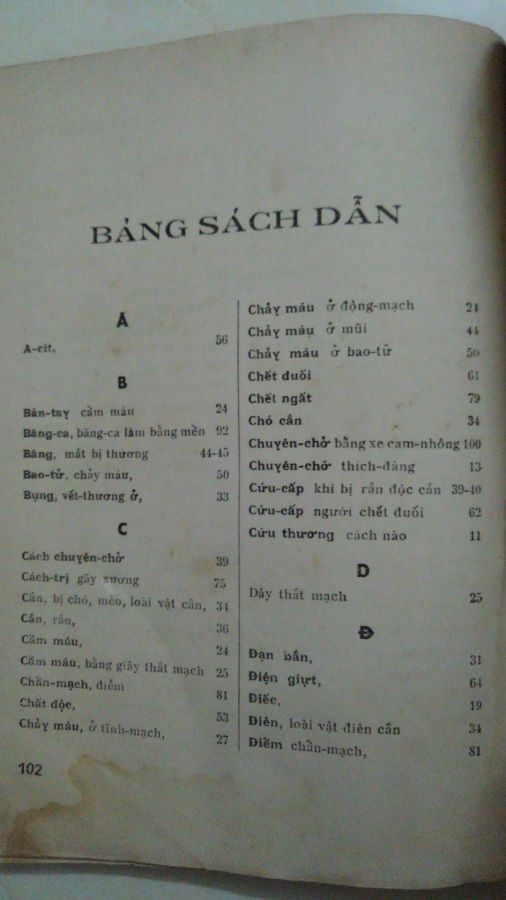 BẢNG SÁCH DẪN
A
A-cít, 56
B
Bàn-tay cầm máu 24
Băng-ca, băng-ca làm bằng mền 92
Băng, mắt bị thương 44-45
Bao-tử, chảy máu, 50
Bụng, vết-thương ở, 33
C
Cách chuyên-chở 39
Cách-trị gãy xương 75
Cắn, bị chó, mèo, loài vật cắn, 34
Cắn, rắn, 36
Cầm máu, 24
Cầm máu, bằng giây thắt mạch 25
Chẩn-mạch, điểm 81
Chất độc, 53
Chảy máu, ở tĩnh-mạch, 27
102
Chảy máu ở động-mạch 24
Chảy máu ở mũi 44
Chảy máu ở bao-tử 50
Chết đuối 61
Chết ngất 79
Chó cắn 34
Chuyên-chở bằng xe cam-nhông 100
Chuyên-chở thích-đáng 13
Cứu-cấp khi bị rắn độc cắn 39-40
Cứu-cấp người chết đuối 62
Cứu thương cách nào 11
D
Dây thắt mạch 25
Đ
Đạn bắn, 31
Điện giựt, 64
Điếc, 19
Điên, loài vật điên cắn 34
Điểm chẩn-mạch, 81